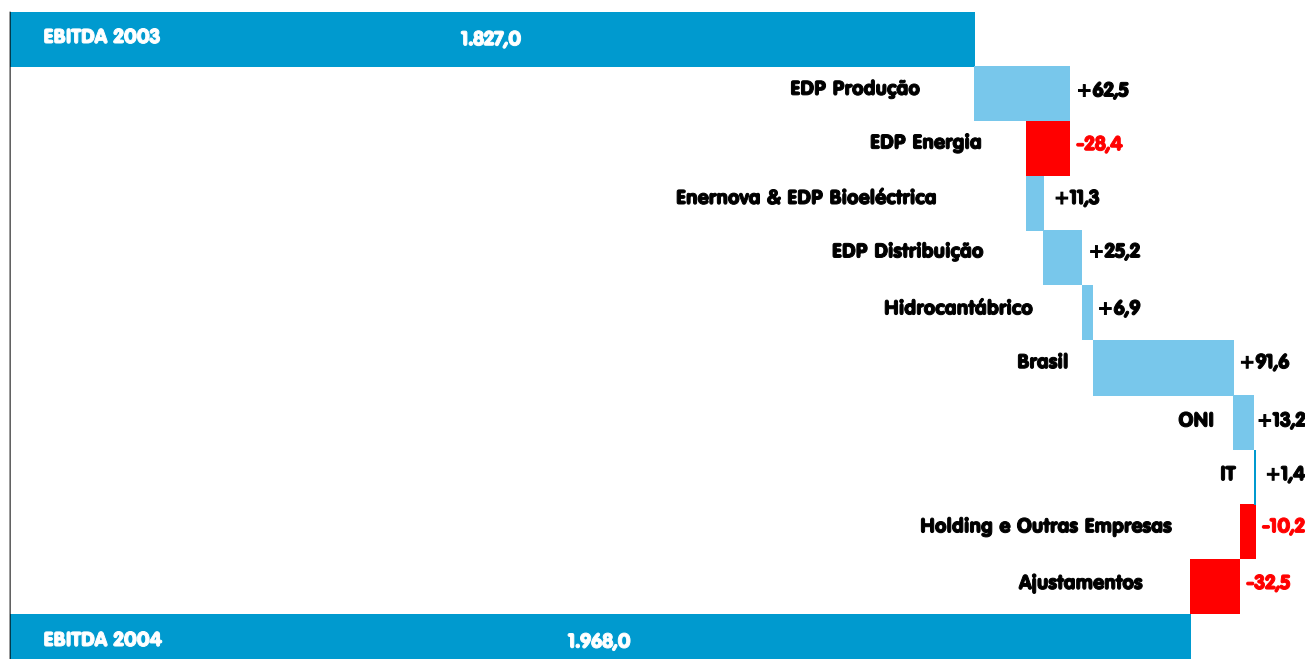 EBITDA 2003 1.827,0
EDP Produção +62,5
EDP Energia -28,4
Enernova & EDP Bioeléctrica +11,3
EDP Distribuição +25,2
Hidrocantábrico +6,9
Brasil +91,6
ONI +13,2
IT +1,4
Holding e Outras Empresas -10,2
Ajustamentos -32,5
EBITDA 2004 1.968,0